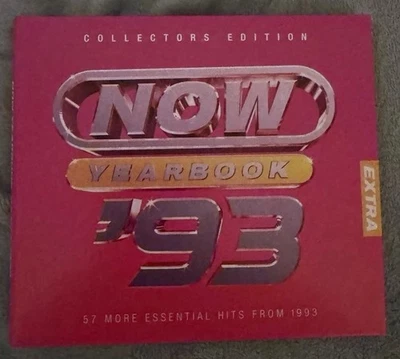 COLLECTORS EDITION
NOW
YEARBOOK
'93
EXTRA
57 MORE ESSENTIAL HITS FROM 1993